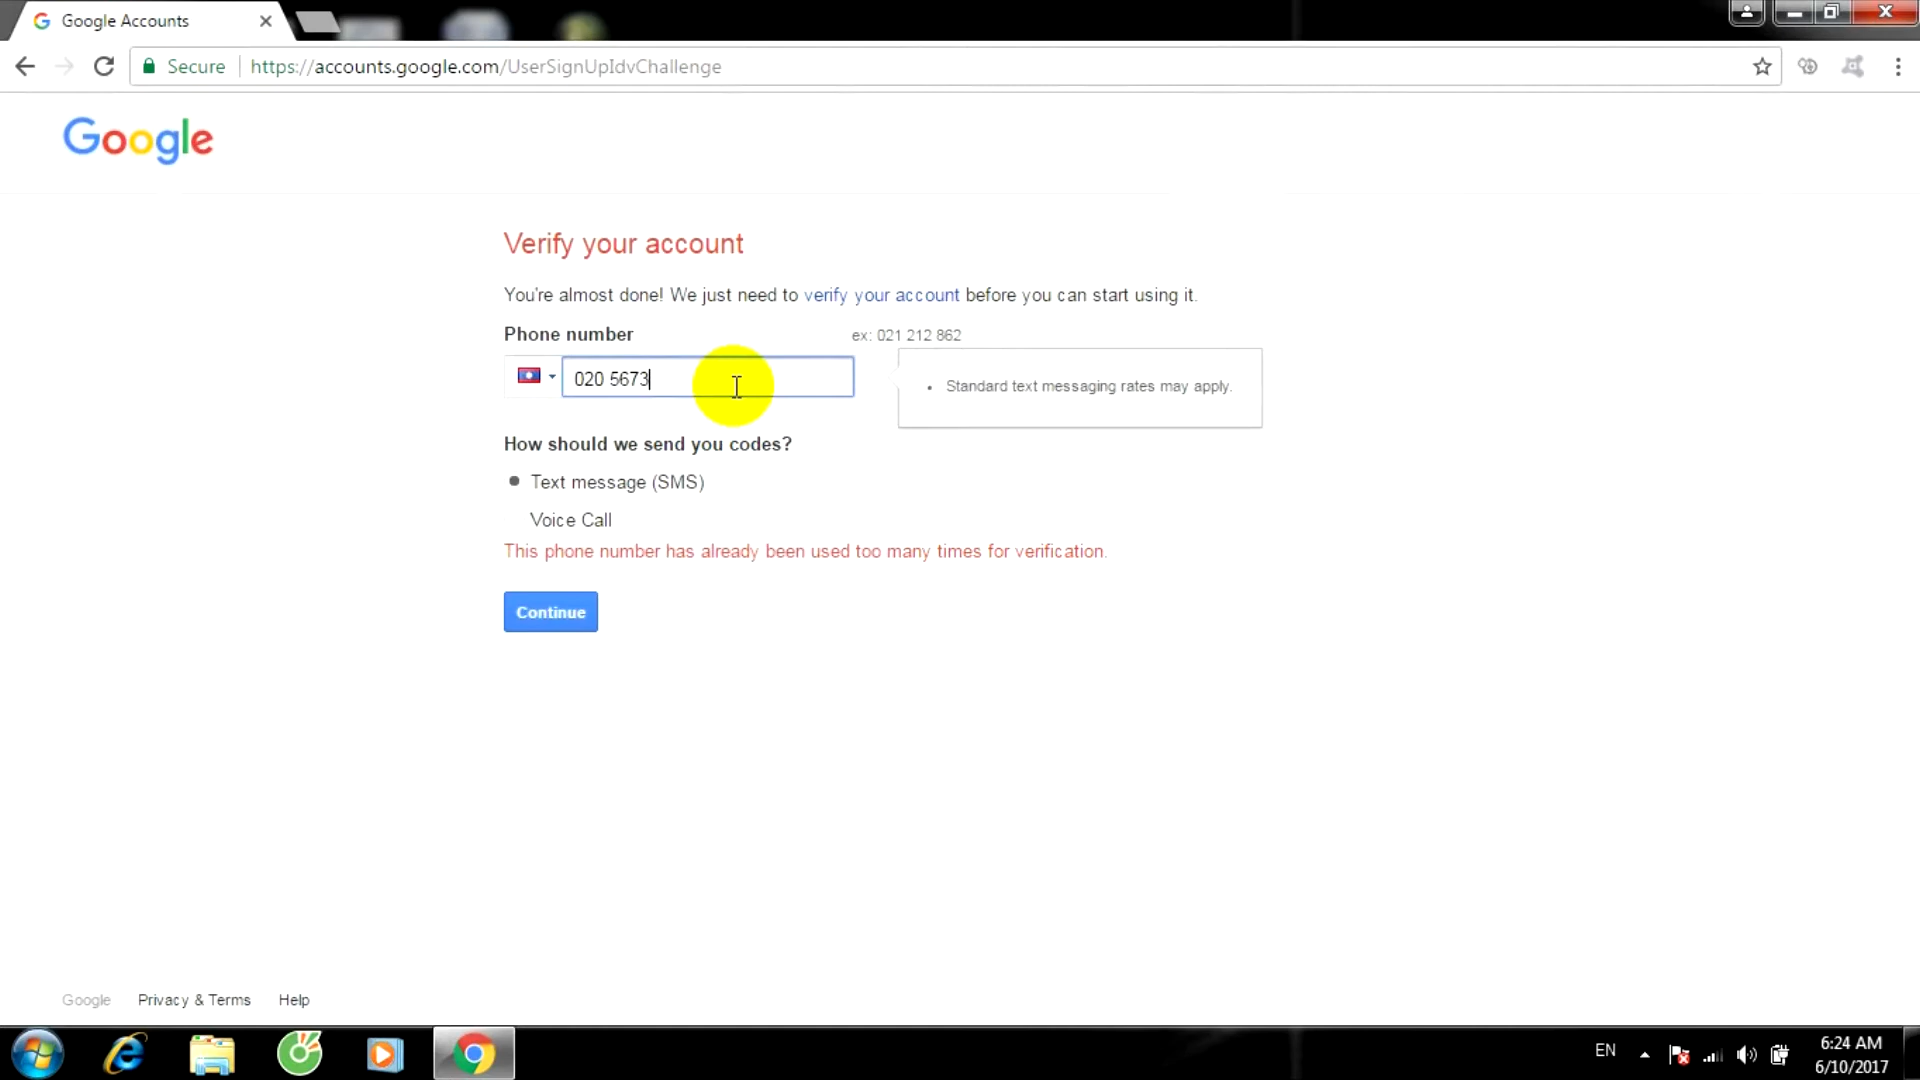 Google Accounts
Secure
https://accounts.google.com/UserSignUpIdvChallenge
Google
Verify your account
You're almost done! We just need to verify your account before you can start using it.
Phone number
ex: 021 212 862
020 5673
Standard text messaging rates may apply.
How should we send you codes?
Text message (SMS)
Voice Call
This phone number has already been used too many times for verification.
Continue
Google Privacy & Terms Help
EN
6:24 AM
6/10/2017